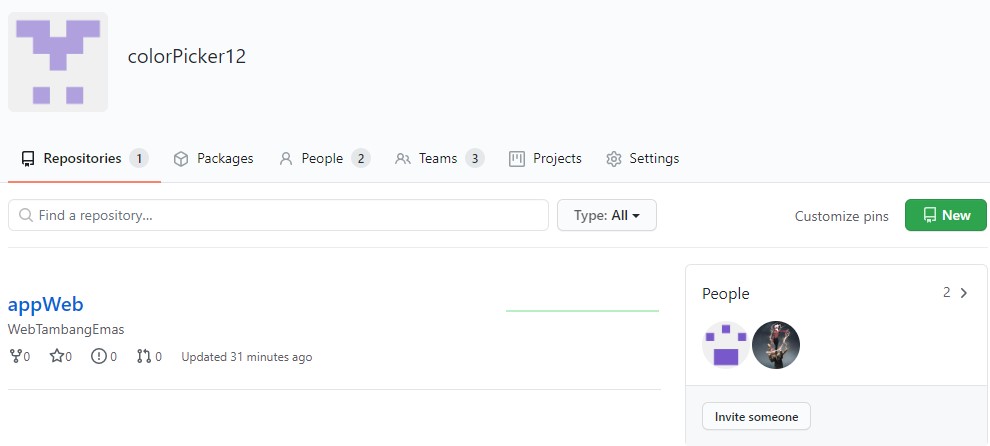 colorPicker12
Repositories 1 Packages People 2 Teams 3 Projects Settings
Find a repository...
Type: All
Customize pins
New
appWeb
WebTambangEmas
0 0 0 0 Updated 31 minutes ago
People 2
Invite someone